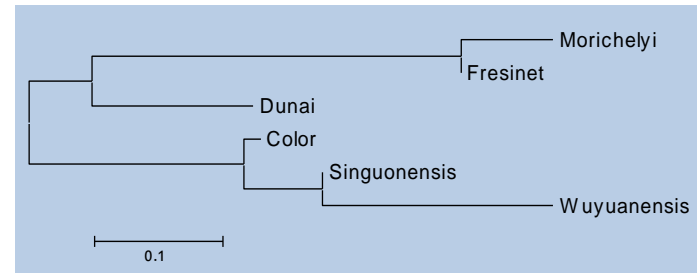 Morichelyi
Fresinet
Dunai
Color
Singuonensis
Wuyuanensis
0.1